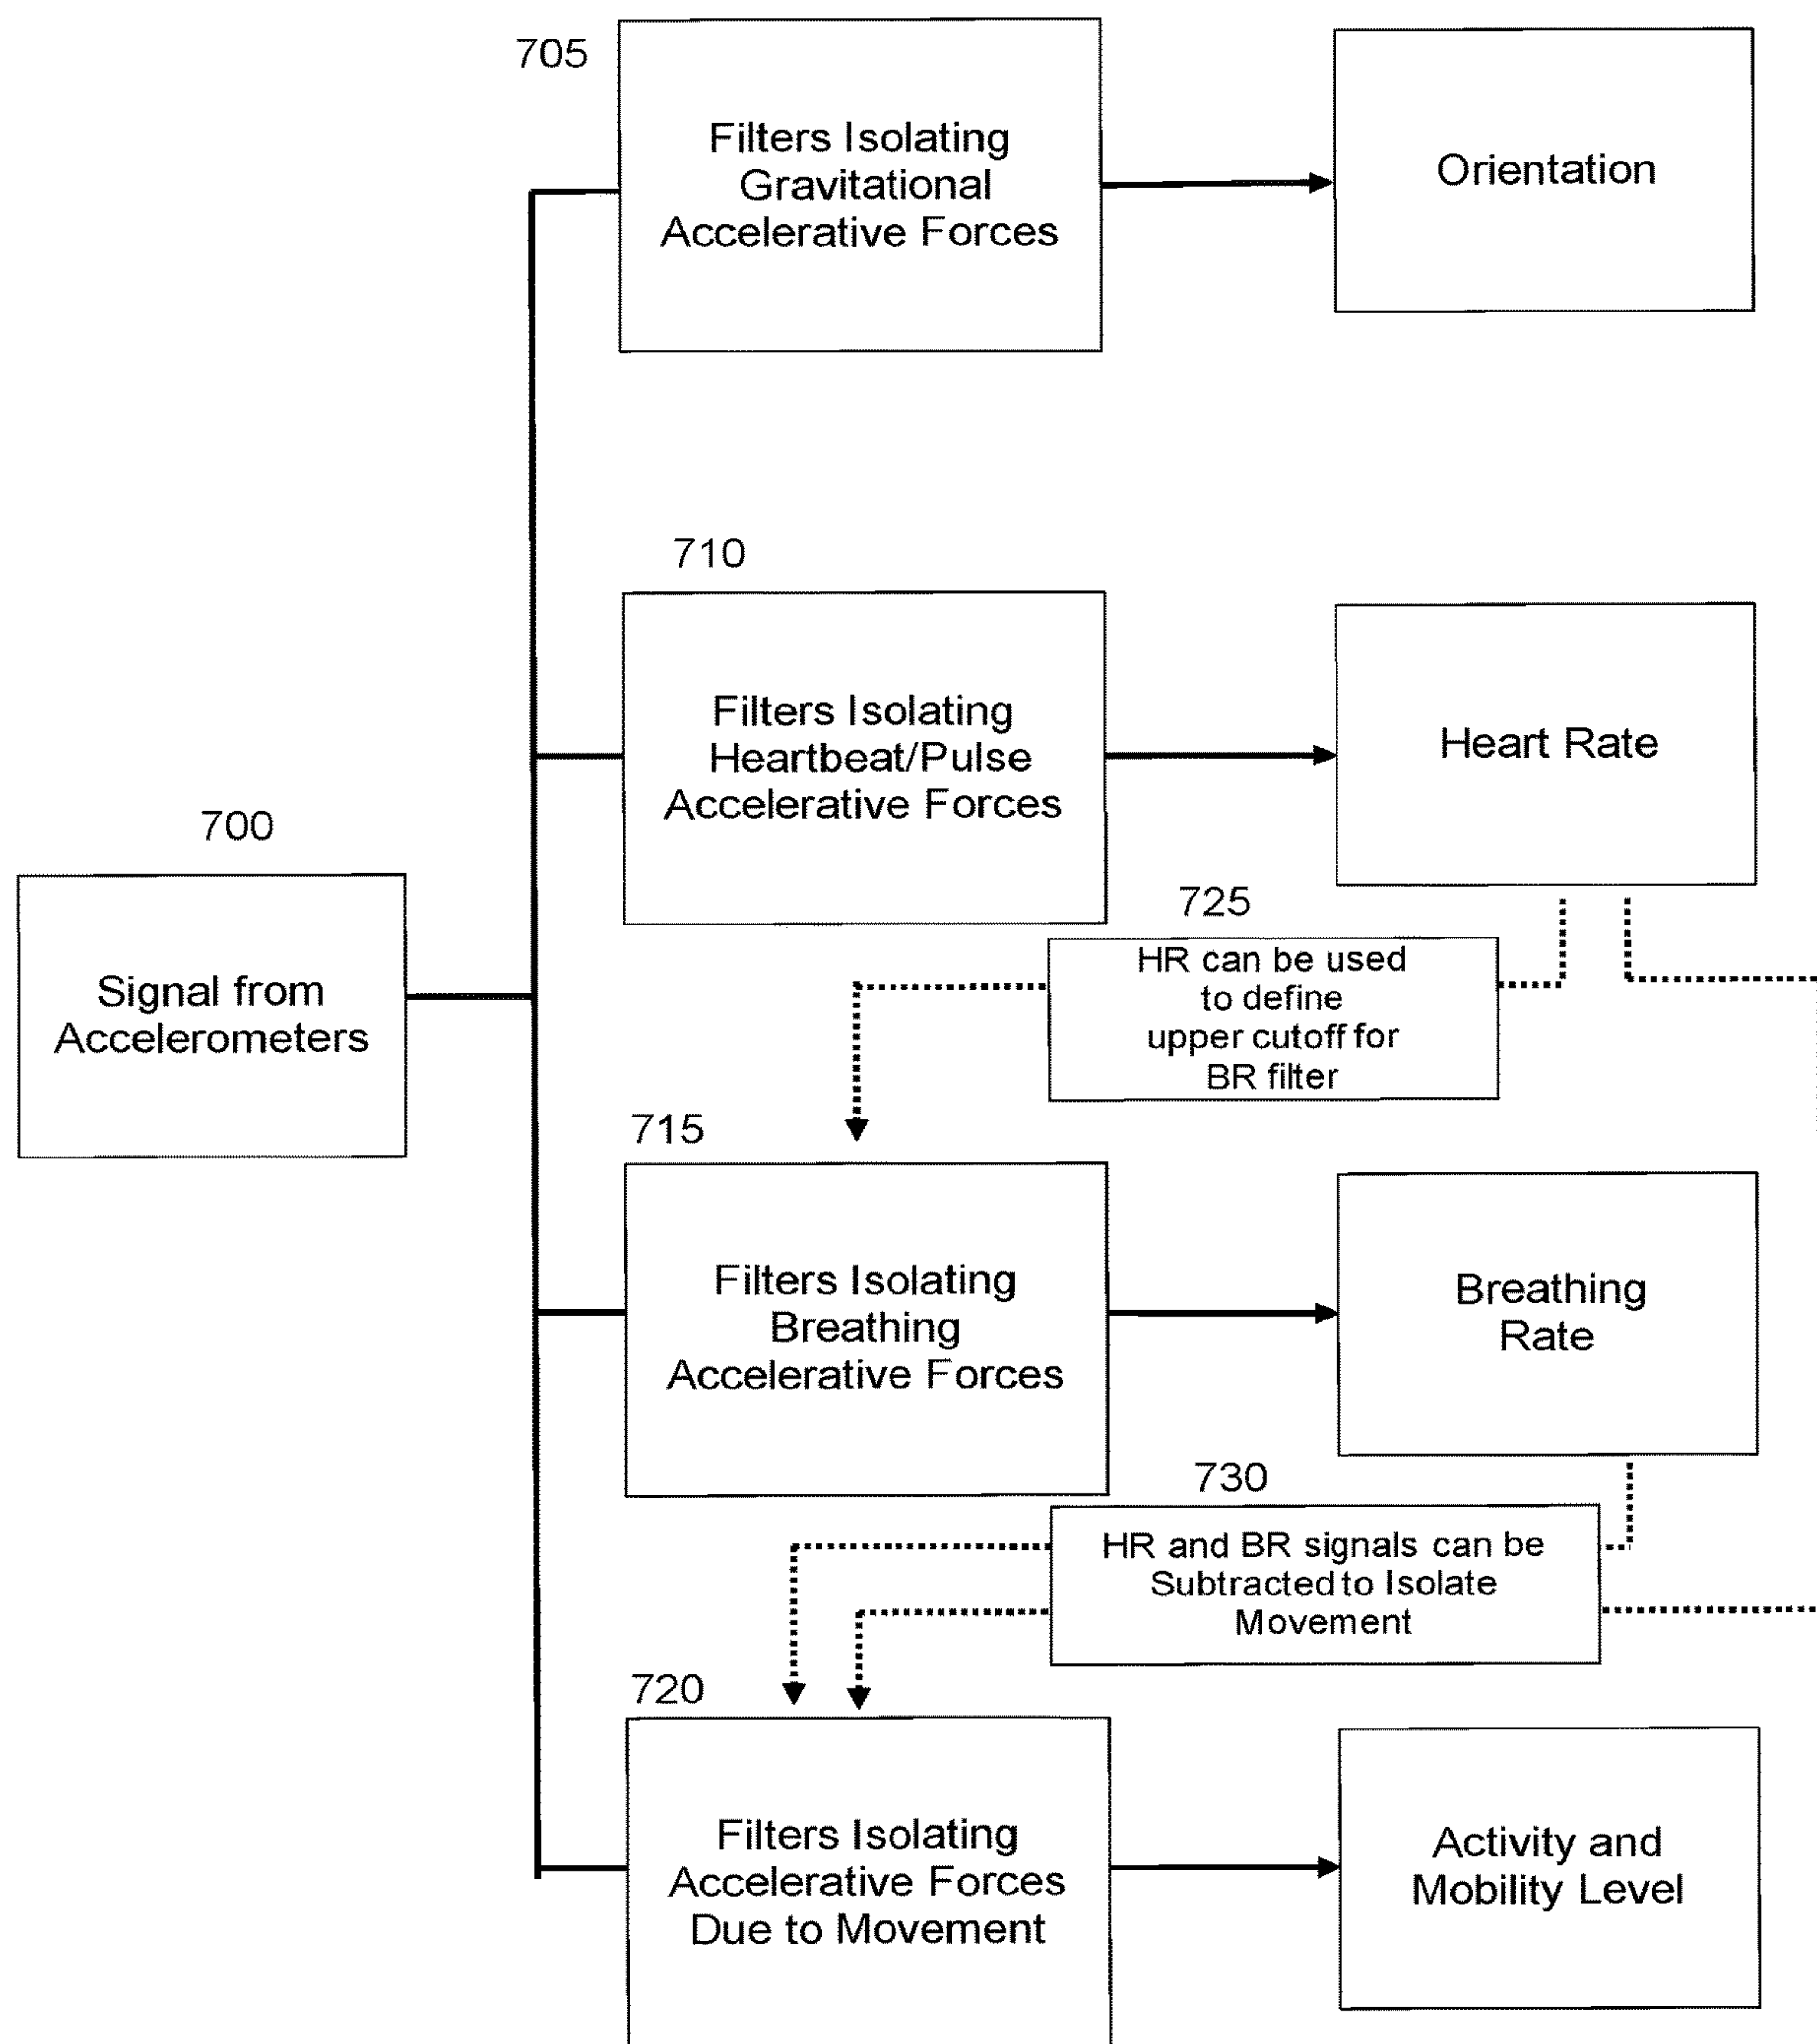 705
Filters Isolating
Gravitational
Accelerative Forces
Orientation
710
Filters Isolating
Heartbeat/Pulse
Accelerative Forces
Heart Rate
700
Signal from
Accelerometers
725
HR can be used
to define
upper cutoff for
BR filter
715
Filters Isolating
Breathing
Accelerative Forces
Breathing
Rate
730
HR and BR signals can be
Subtracted to Isolate
Movement
720
Filters Isolating
Accelerative Forces
Due to Movement
Activity and
Mobility Level